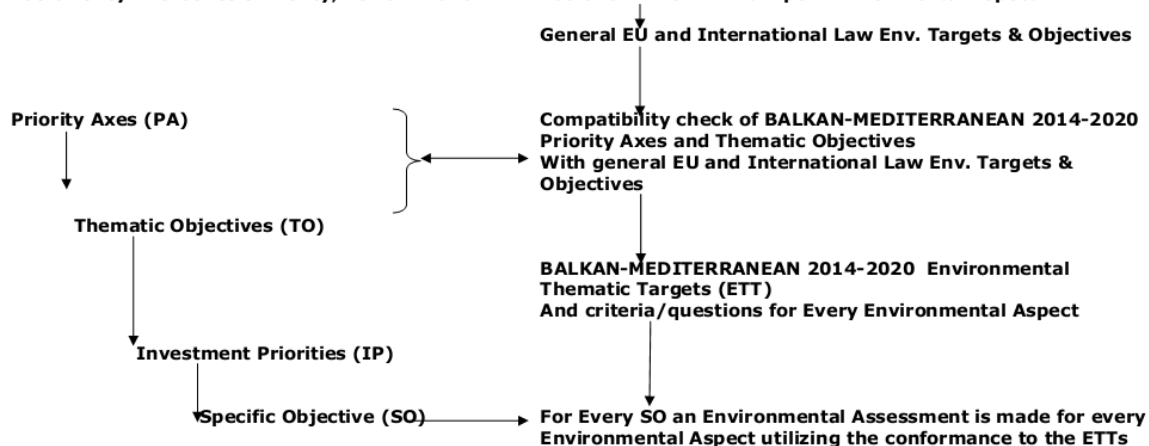 General EU and International Law Env. Targets & Objectives
Priority Axes (PA)
Compatibility check of BALKAN-MEDITERRANEAN 2014-2020
Priority Axes and Thematic Objectives
With general EU and International Law Env. Targets &
Objectives
Thematic Objectives (TO)
BALKAN-MEDITERRANEAN 2014-2020 Environmental
Thematic Targets (ETT)
And criteria/questions for Every Environmental Aspect
Investment Priorities (IP)
Specific Objective (SO)
For Every SO an Environmental Assessment is made for every
Environmental Aspect utilizing the conformance to the ETTs